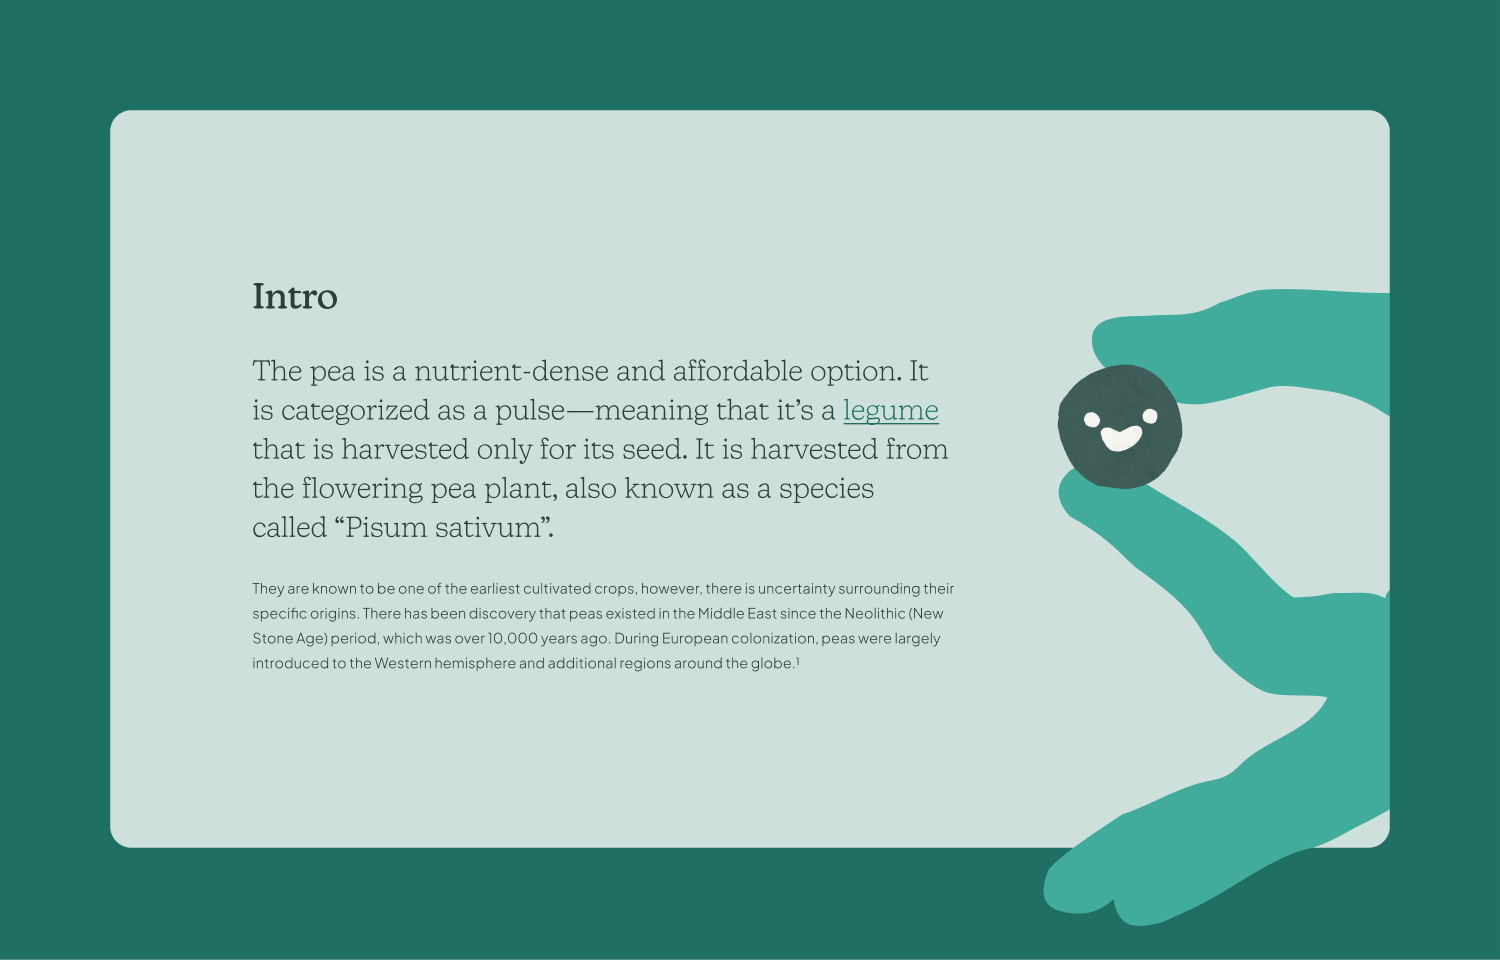 Intro
The pea is a nutrient-dense and affordable option. It
is categorized as a pulse—meaning that it’s a legume
that is harvested only for its seed. It is harvested from
the flowering pea plant, also known as a species
called “Pisum sativum”.
They are known to be one of the earliest cultivated crops, however, there is uncertainty surrounding their
specific origins. There has been discovery that peas existed in the Middle East since the Neolithic (New
Stone Age) period, which was over 10,000 years ago. During European colonization, peas were largely
introduced to the Western hemisphere and additional regions around the globe.¹